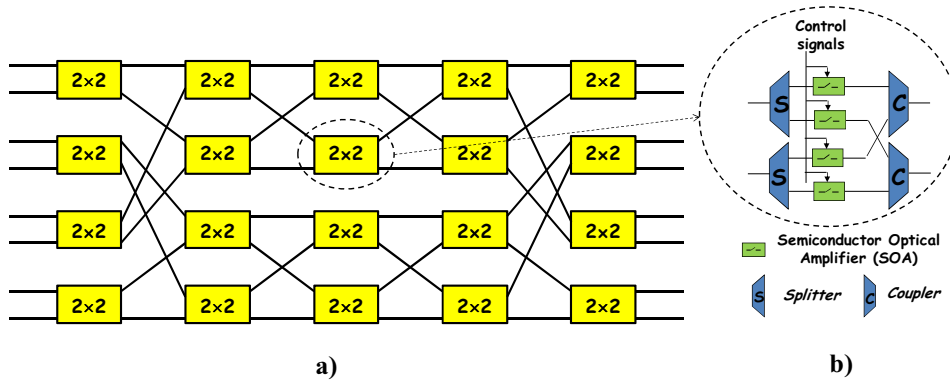 2×2 2×2 2×2 2×2 2×2
2×2 2×2 2×2 2×2 2×2
2×2 2×2 2×2 2×2 2×2
2×2 2×2 2×2 2×2 2×2
a)
Control
signals
S C
S C
Semiconductor Optical
Amplifier (SOA)
S Splitter C Coupler
b)